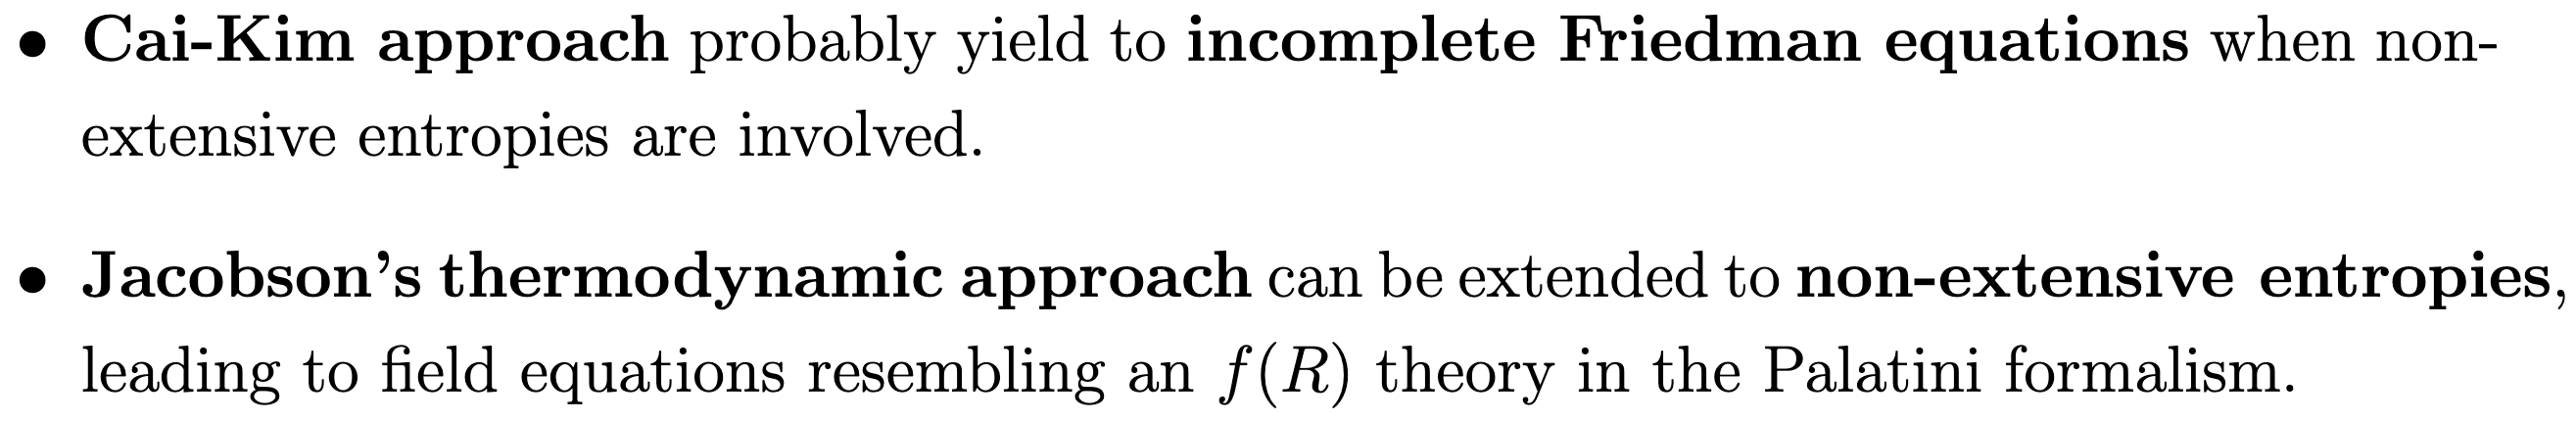 • Cai-Kim approach probably yield to incomplete Friedman equations when non-
extensive entropies are involved.
• Jacobson’s thermodynamic approach can be extended to non-extensive entropies,
leading to field equations resembling an f(R) theory in the Palatini formalism.